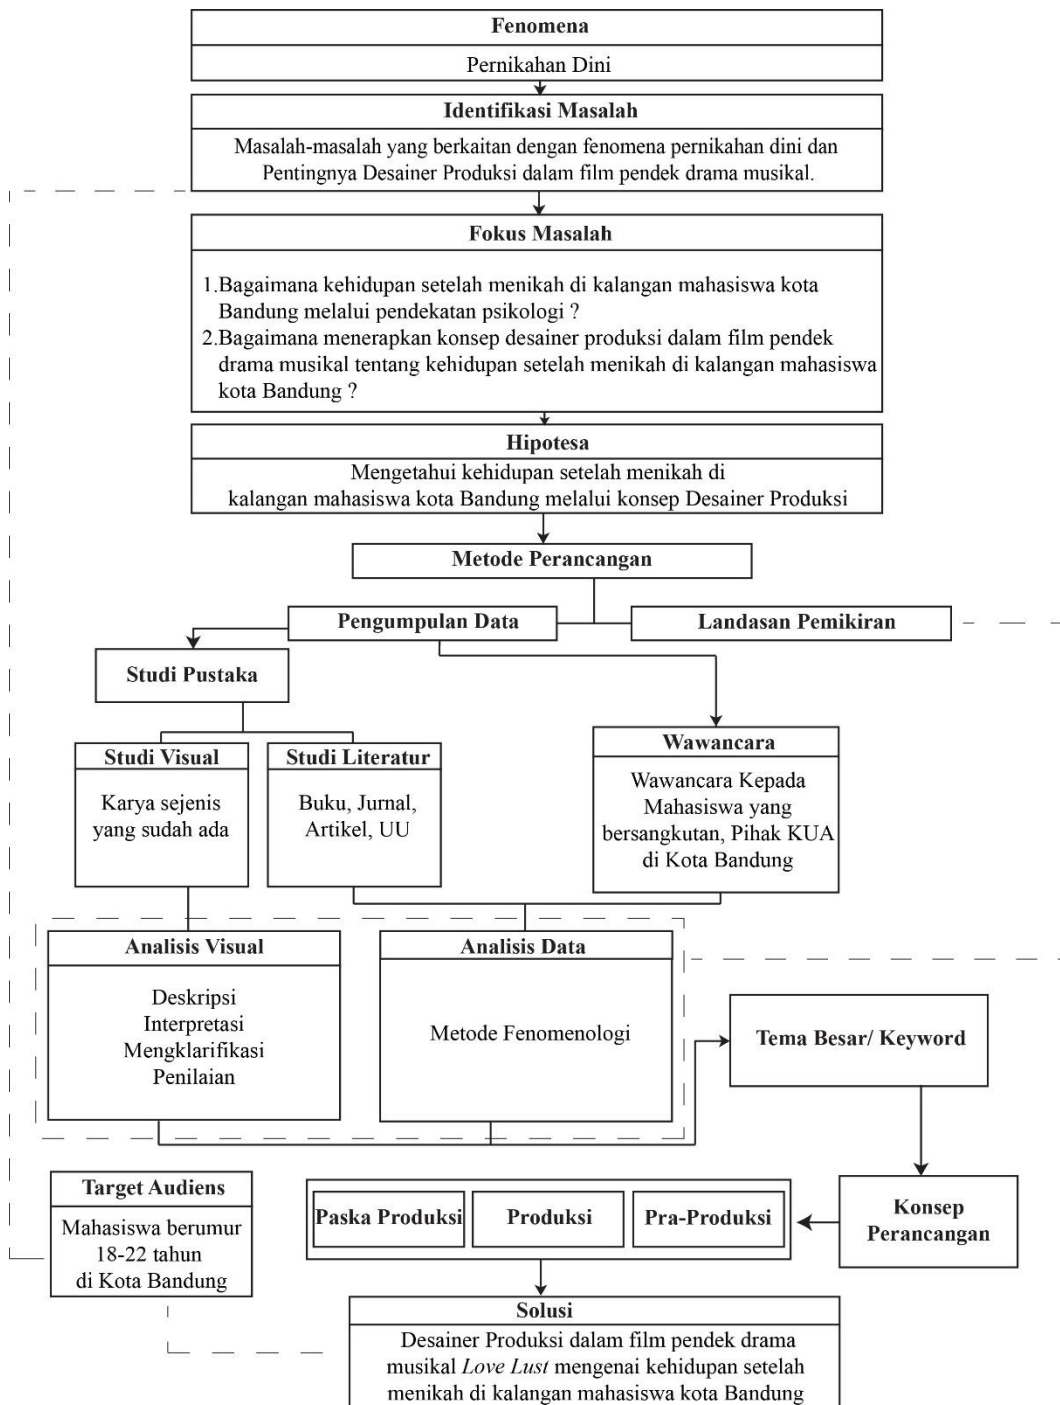 Fenomena
Pernikahan Dini
Identifikasi Masalah
Masalah-masalah yang berkaitan dengan fenomena pernikahan dini dan
Pentingnya Desainer Produksi dalam film pendek drama musikal.
Fokus Masalah
1.Bagaimana kehidupan setelah menikah di kalangan mahasiswa kota
Bandung melalui pendekatan psikologi ?
2.Bagaimana menerapkan konsep desainer produksi dalam film pendek
drama musikal tentang kehidupan setelah menikah di kalangan mahasiswa
kota Bandung ?
Hipotesa
Mengetahui kehidupan setelah menikah di
kalangan mahasiswa kota Bandung melalui konsep Desainer Produksi
Metode Perancangan
Pengumpulan Data
Landasan Pemikiran
Studi Pustaka
Studi Visual
Karya sejenis
yang sudah ada
Studi Literatur
Buku, Jurnal,
Artikel, UU
Wawancara
Wawancara Kepada
Mahasiswa yang
bersangkutan, Pihak KUA
di Kota Bandung
Analisis Visual
Deskripsi
Interpretasi
Mengklarifikasi
Penilaian
Analisis Data
Metode Fenomenologi
Tema Besar/ Keyword
Konsep
Perancangan
Paska Produksi
Produksi
Pra-Produksi
Target Audiens
Mahasiswa berumur
18-22 tahun
di Kota Bandung
Solusi
Desainer Produksi dalam film pendek drama
musikal Love Lust mengenai kehidupan setelah
menikah di kalangan mahasiswa kota Bandung